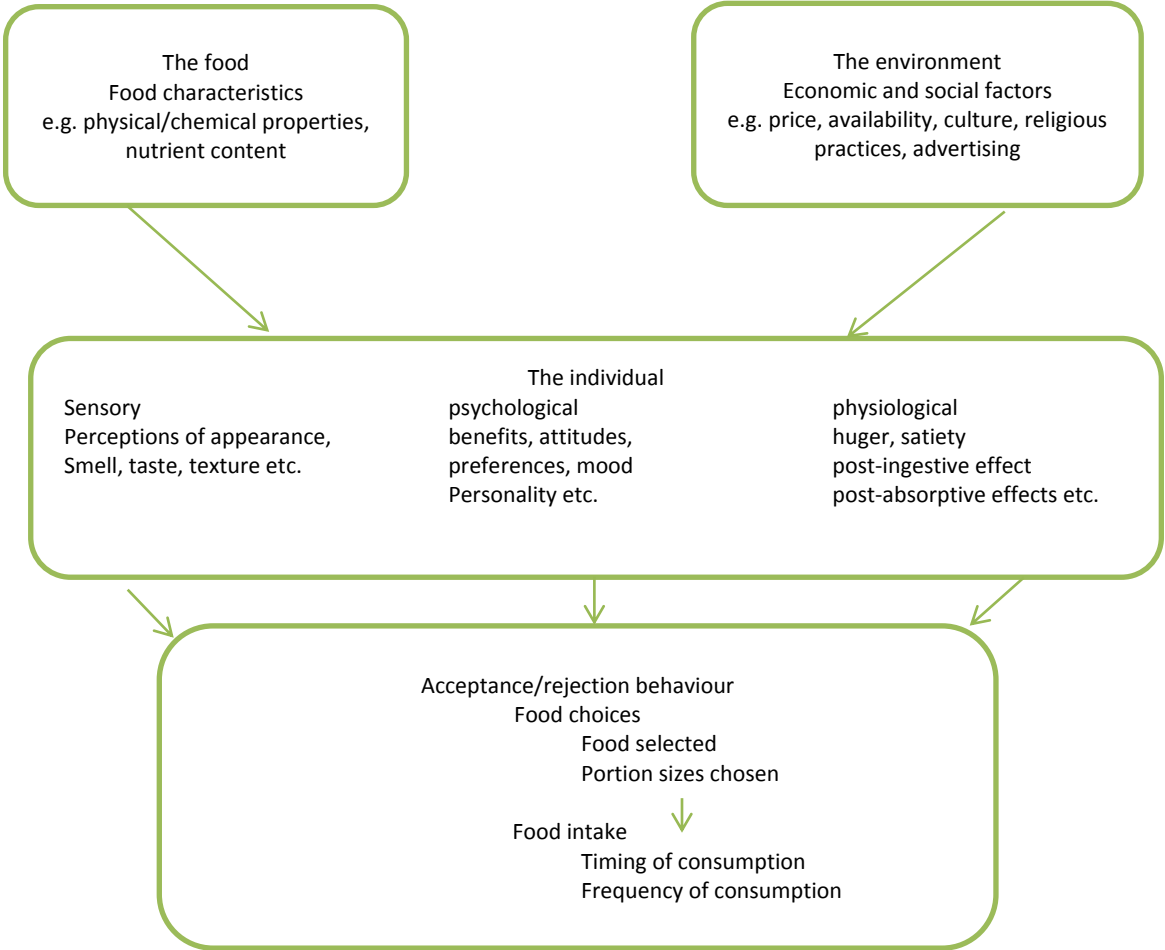 The food
Food characteristics
e.g. physical/chemical properties,
nutrient content
The environment
Economic and social factors
e.g. price, availability, culture, religious
practices, advertising
The individual
Sensory
Perceptions of appearance,
Smell, taste, texture etc.
psychological
benefits, attitudes,
preferences, mood
Personality etc.
physiological
huger, satiety
post-ingestive effect
post-absorptive effects etc.
Acceptance/rejection behaviour
Food choices
Food selected
Portion sizes chosen
Food intake
Timing of consumption
Frequency of consumption